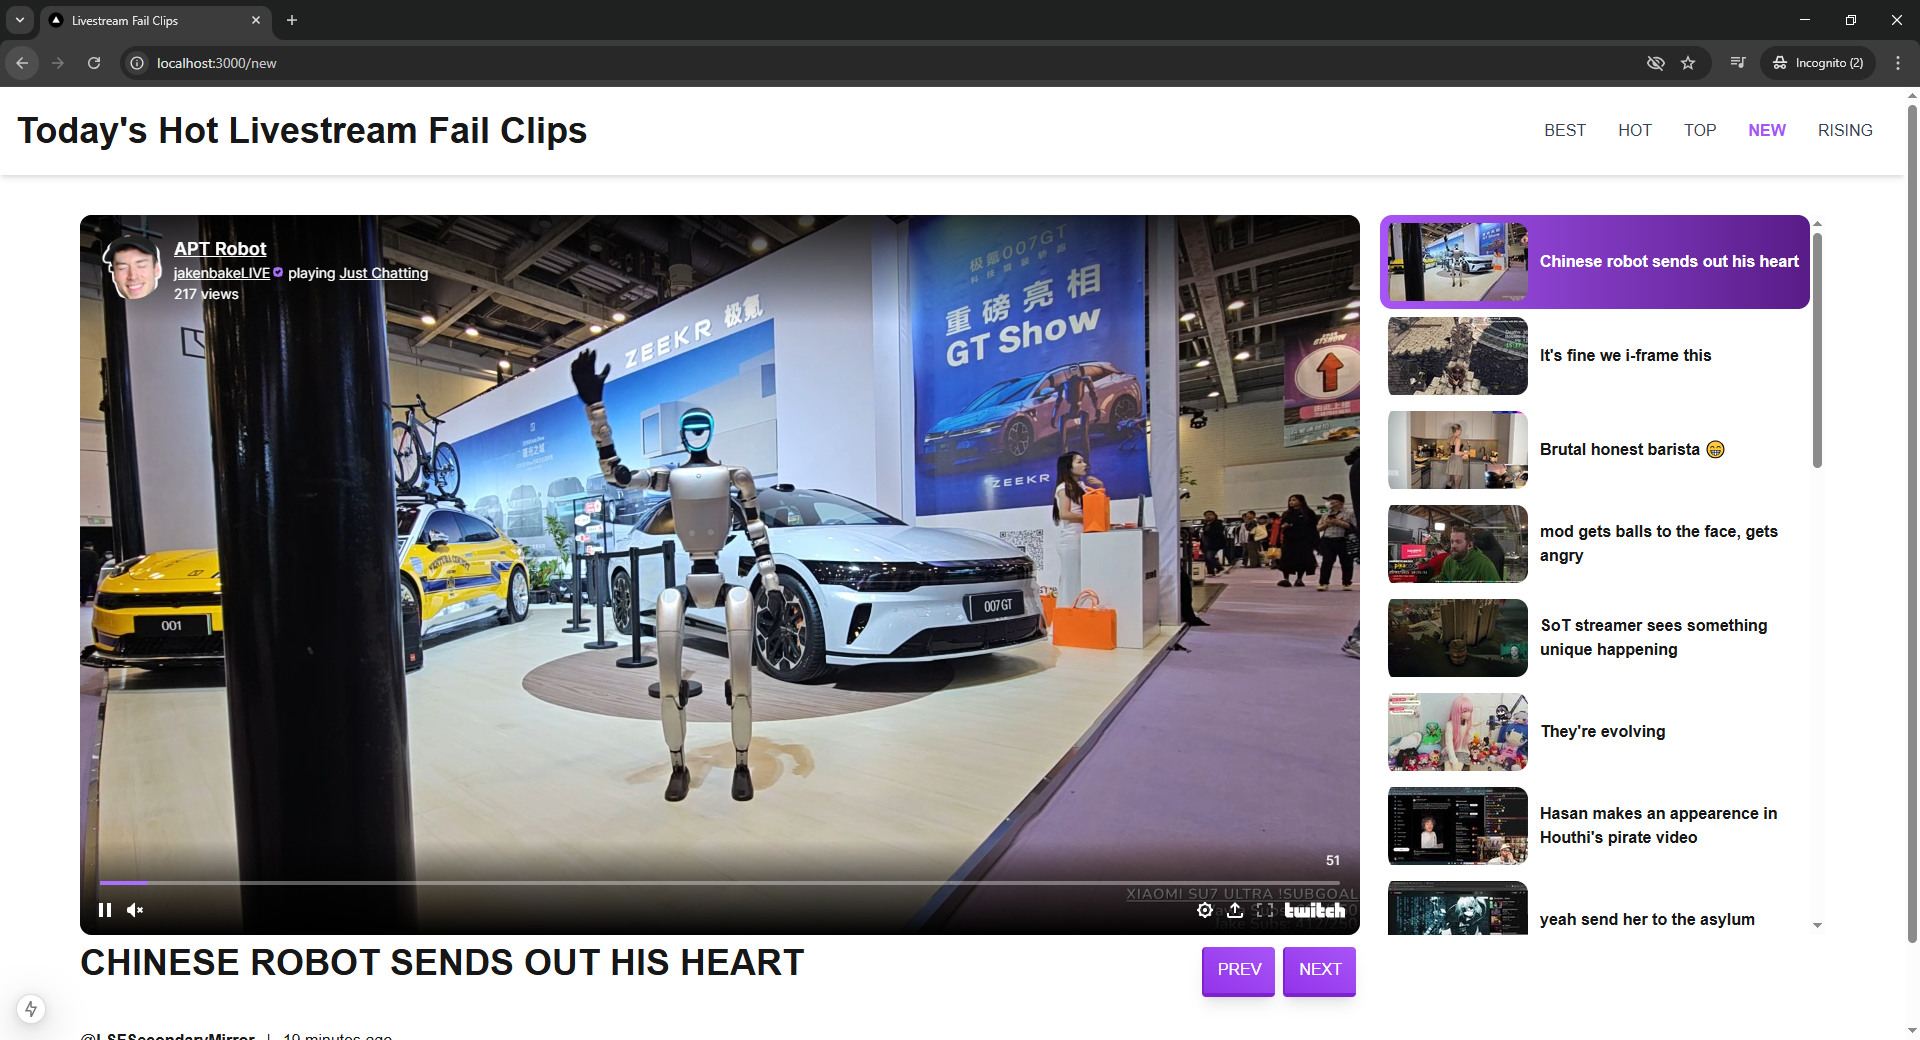 Livestream Fail Clips
localhost:3000/new
Incognito (2)
Today's Hot Livestream Fail Clips
BEST
HOT
TOP
NEW
RISING
APT Robot
jakenbakeLIVE playing Just Chatting
217 views
ZEEKR 极氪
极氪007GT
重磅亮相
GT Show
ZEEKR
GTSHOW
001
007GT
51
XIAOMI SU7 ULTRA !SUBGOAL
twitch
Chinese robot sends out his heart
It's fine we i-frame this
Brutal honest barista 😁
mod gets balls to the face, gets
angry
SoT streamer sees something
unique happening
They're evolving
Hasan makes an appearence in
Houthi's pirate video
yeah send her to the asylum
CHINESE ROBOT SENDS OUT HIS HEART
PREV
NEXT
@LSFSecondaryMirror | 19 minutes ago